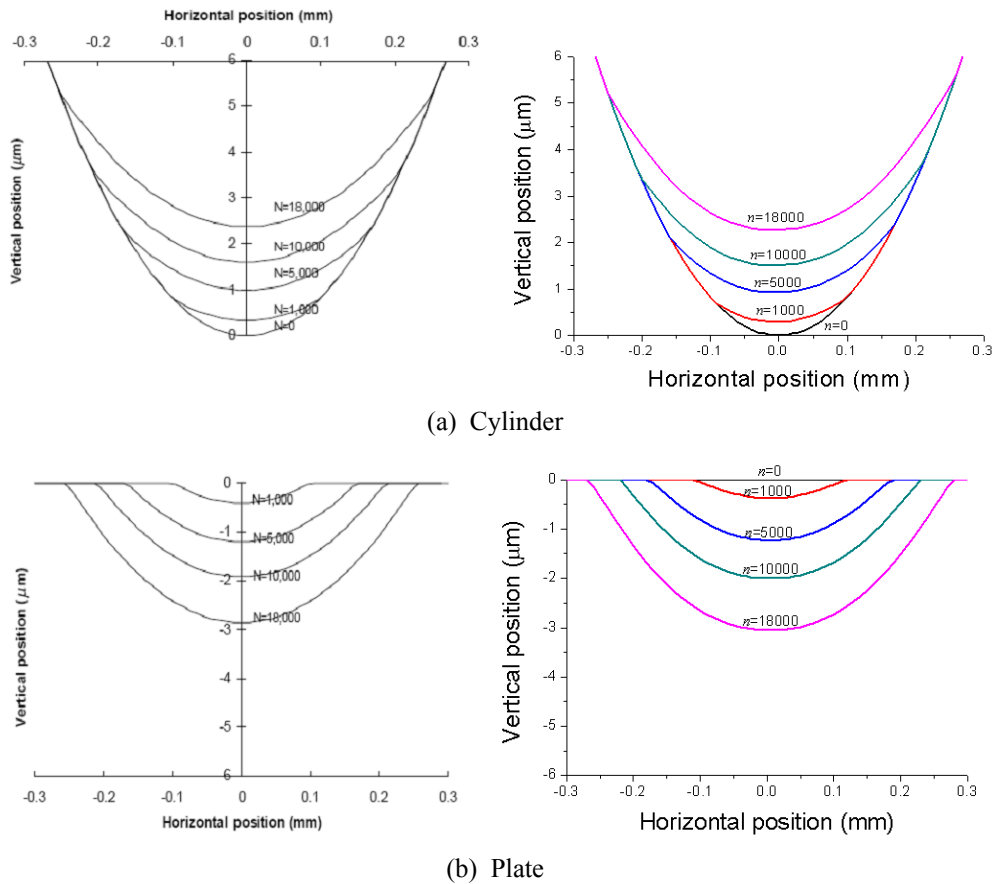 Horizontal position (mm)
-0.3 -0.2 -0.1 0 0.1 0.2 0.3
6
5
4
3
2
1
0
Vertical position (μm)
N=18,000
N=10,000
N=5,000
N=1,000
N=0
6
5
4
3
2
1
0
Vertical position (μm)
n=18000
n=10000
n=5000
n=1000
n=0
-0.3 -0.2 -0.1 0.0 0.1 0.2 0.3
Horizontal position (mm)
(a) Cylinder
0
-1
-2
-3
-4
-5
-6
Vertical position (μm)
N=1,000
N=5,000
N=10,000
N=18,000
-0.3 -0.2 -0.1 0 0.1 0.2 0.3
Horizontal position (mm)
0
-1
-2
-3
-4
-5
-6
Vertical position (μm)
n=0
n=1000
n=5000
n=10000
n=18000
-0.3 -0.2 -0.1 0.0 0.1 0.2 0.3
Horizontal position (mm)
(b) Plate